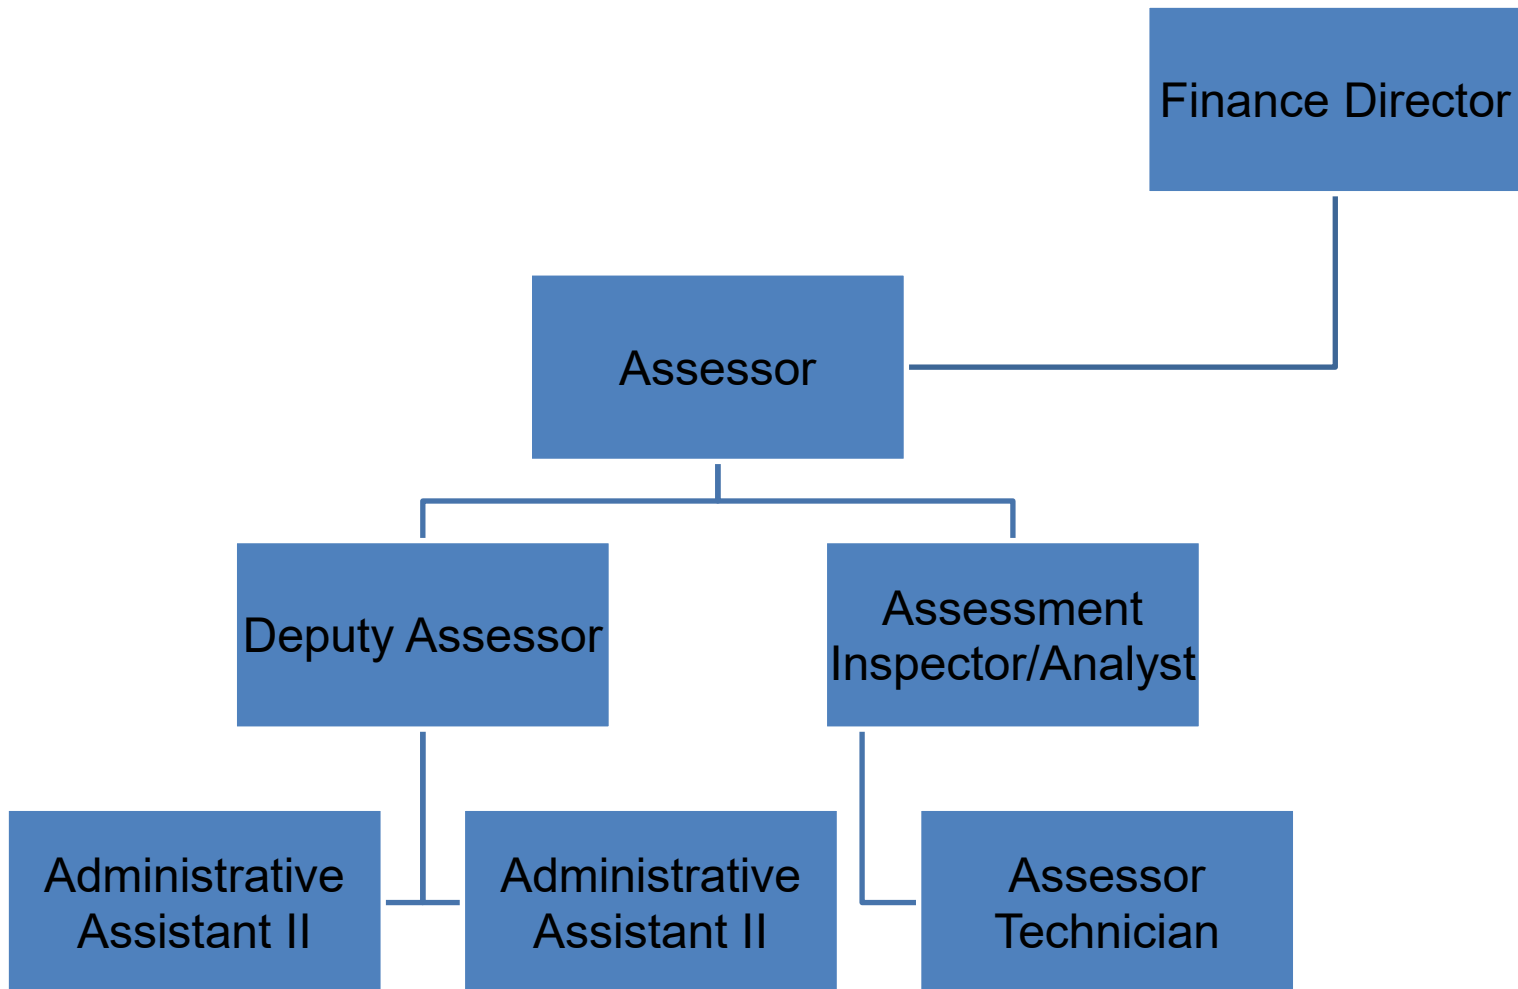 Finance Director
Assessor
Deputy Assessor
Assessment
Inspector/Analyst
Administrative
Assistant II
Administrative
Assistant II
Assessor
Technician